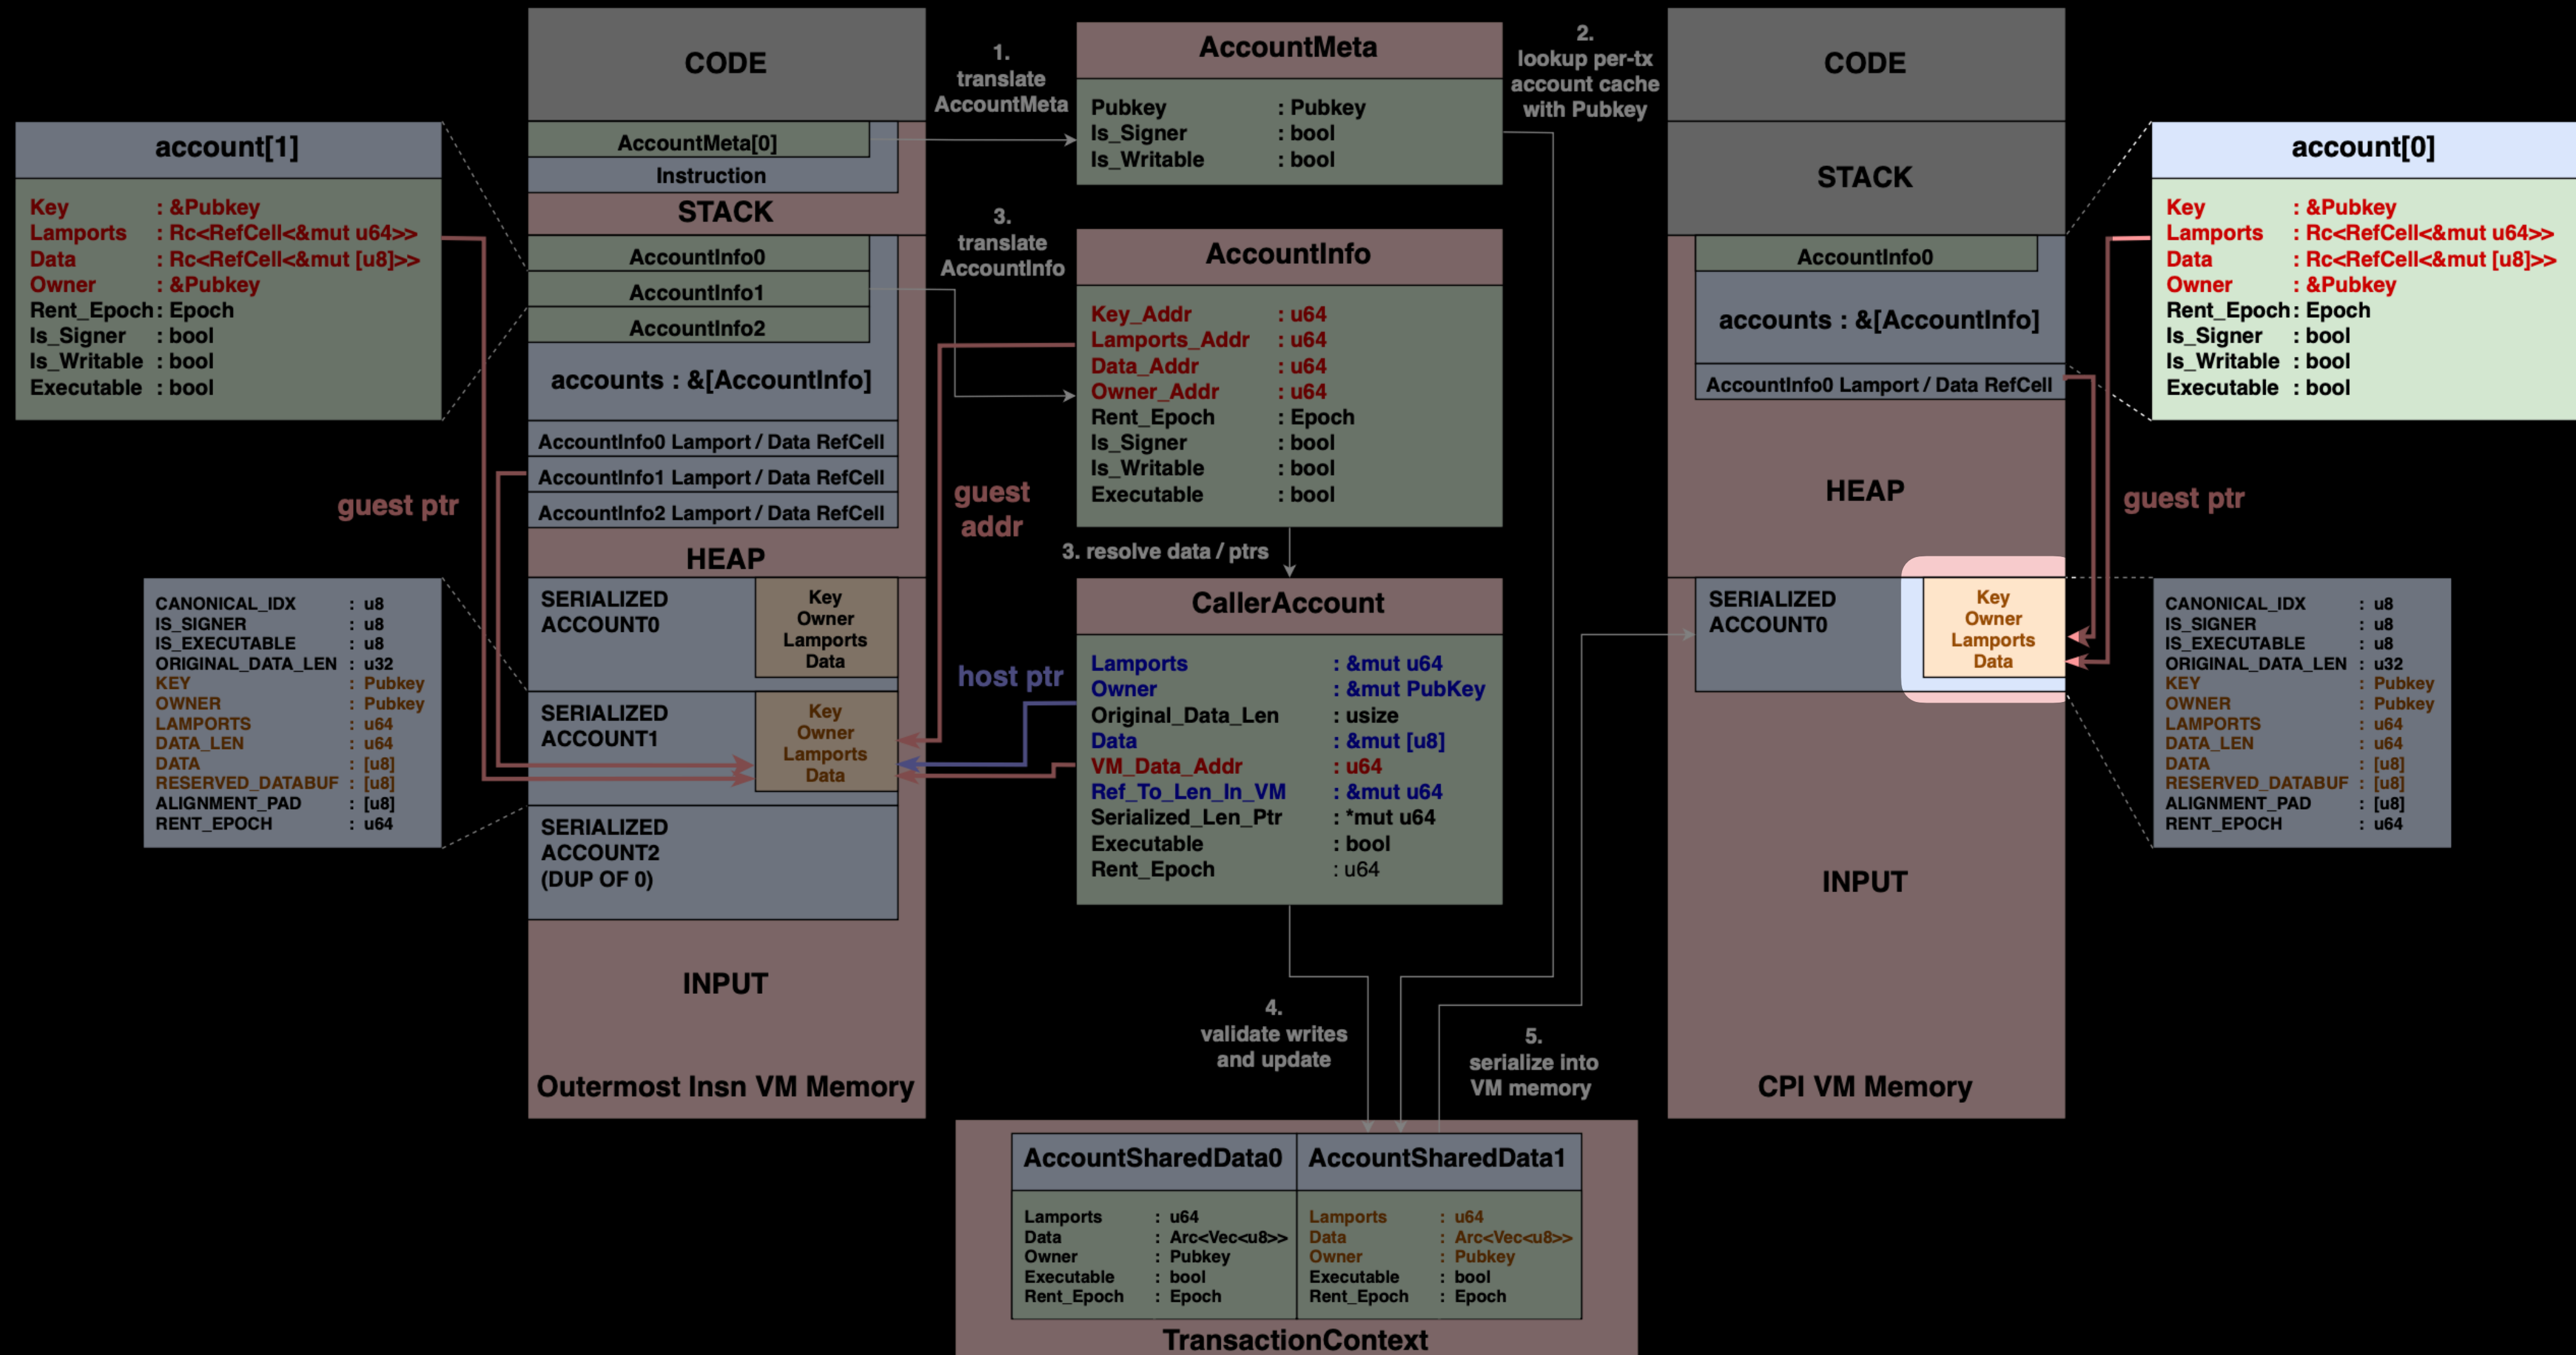 account[1]
Key : &Pubkey
Lamports : Rc<RefCell<&mut u64>>
Data : Rc<RefCell<&mut [u8]>>
Owner : &Pubkey
Rent_Epoch : Epoch
Is_Signer : bool
Is_Writable : bool
Executable : bool
guest ptr
CANONICAL_IDX : u8
IS_SIGNER : u8
IS_EXECUTABLE : u8
ORIGINAL_DATA_LEN : u32
KEY : Pubkey
OWNER : Pubkey
LAMPORTS : u64
DATA_LEN : u64
DATA : [u8]
RESERVED_DATABUF : [u8]
ALIGNMENT_PAD : [u8]
RENT_EPOCH : u64
CODE
AccountMeta[0]
Instruction
STACK
AccountInfo0
AccountInfo1
AccountInfo2
accounts : &[AccountInfo]
AccountInfo0 Lamport / Data RefCell
AccountInfo1 Lamport / Data RefCell
AccountInfo2 Lamport / Data RefCell
HEAP
SERIALIZED
ACCOUNT0
Key
Owner
Lamports
Data
SERIALIZED
ACCOUNT1
Key
Owner
Lamports
Data
SERIALIZED
ACCOUNT2
(DUP OF 0)
INPUT
Outermost Insn VM Memory
1.
translate
AccountMeta
AccountMeta
Pubkey : Pubkey
Is_Signer : bool
Is_Writable : bool
2.
lookup per-tx
account cache
with Pubkey
3.
translate
AccountInfo
AccountInfo
Key_Addr : u64
Lamports_Addr : u64
Data_Addr : u64
Owner_Addr : u64
Rent_Epoch : Epoch
Is_Signer : bool
Is_Writable : bool
Executable : bool
guest
addr
3. resolve data / ptrs
CallerAccount
Lamports : &mut u64
Owner : &mut PubKey
Original_Data_Len : usize
Data : &mut [u8]
VM_Data_Addr : u64
Ref_To_Len_In_VM : &mut u64
Serialized_Len_Ptr : *mut u64
Executable : bool
Rent_Epoch : u64
host ptr
4.
validate writes
and update
5.
serialize into
VM memory
AccountSharedData0
Lamports : u64
Data : Arc<Vec<u8>>
Owner : Pubkey
Executable : bool
Rent_Epoch : Epoch
AccountSharedData1
Lamports : u64
Data : Arc<Vec<u8>>
Owner : Pubkey
Executable : bool
Rent_Epoch : Epoch
TransactionContext
CODE
STACK
AccountInfo0
accounts : &[AccountInfo]
AccountInfo0 Lamport / Data RefCell
HEAP
SERIALIZED
ACCOUNT0
Key
Owner
Lamports
Data
INPUT
CPI VM Memory
account[0]
Key : &Pubkey
Lamports : Rc<RefCell<&mut u64>>
Data : Rc<RefCell<&mut [u8]>>
Owner : &Pubkey
Rent_Epoch : Epoch
Is_Signer : bool
Is_Writable : bool
Executable : bool
guest ptr
CANONICAL_IDX : u8
IS_SIGNER : u8
IS_EXECUTABLE : u8
ORIGINAL_DATA_LEN : u32
KEY : Pubkey
OWNER : Pubkey
LAMPORTS : u64
DATA_LEN : u64
DATA : [u8]
RESERVED_DATABUF : [u8]
ALIGNMENT_PAD : [u8]
RENT_EPOCH : u64